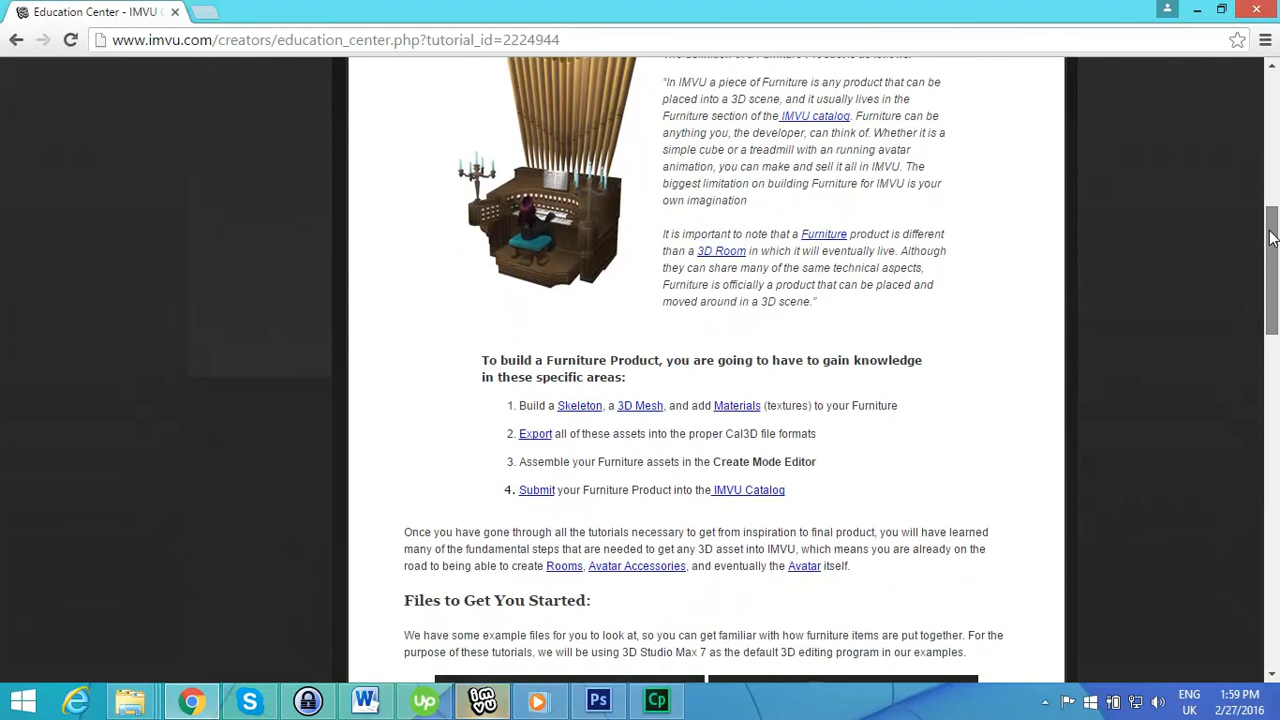 Education Center - IMVU
www.imvu.com/creators/education_center.php?tutorial_id=2224944
The definition of a Furniture Product is as follows:
“In IMVU a piece of Furniture is any product that can be
placed into a 3D scene, and it usually lives in the
Furniture section of the IMVU catalog. Furniture can be
anything you, the developer, can think of. Whether it is a
simple cube or a treadmill with an running avatar
animation, you can make and sell it all in IMVU. The
biggest limitation on building Furniture for IMVU is your
own imagination
It is important to note that a Furniture product is different
than a 3D Room in which it will eventually live. Although
they can share many of the same technical aspects,
Furniture is officially a product that can be placed and
moved around in a 3D scene.”
To build a Furniture Product, you are going to have to gain knowledge
in these specific areas:
1. Build a Skeleton, a 3D Mesh, and add Materials (textures) to your Furniture
2. Export all of these assets into the proper Cal3D file formats
3. Assemble your Furniture assets in the Create Mode Editor
4. Submit your Furniture Product into the IMVU Catalog
Once you have gone through all the tutorials necessary to get from inspiration to final product, you will have learned
many of the fundamental steps that are needed to get any 3D asset into IMVU, which means you are already on the
road to being able to create Rooms, Avatar Accessories, and eventually the Avatar itself.
Files to Get You Started:
We have some example files for you to look at, so you can get familiar with how furniture items are put together. For the
purpose of these tutorials, we will be using 3D Studio Max 7 as the default 3D editing program in our examples.
up
imvu
Ps
Cp
ENG
UK
1:59 PM
2/27/2016